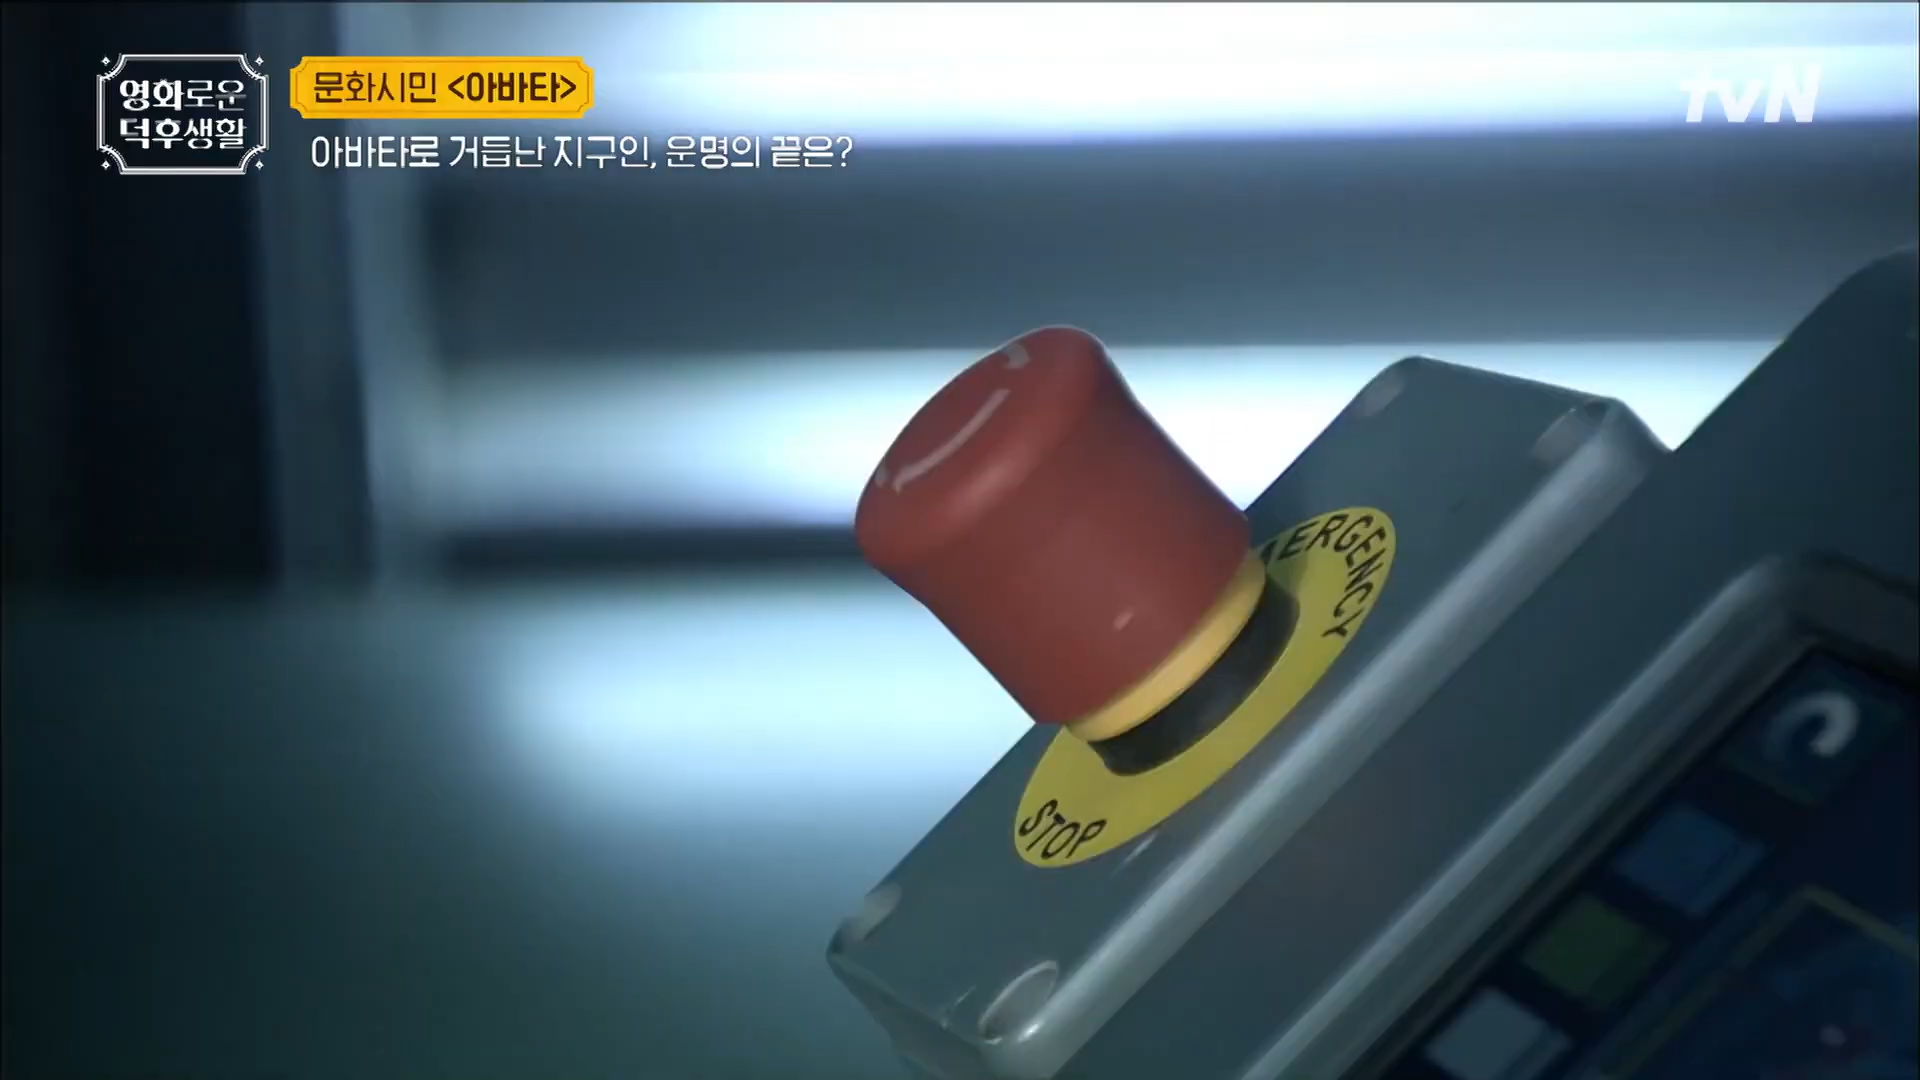 영화로운
덕후생활
문화시민 <아바타>
아바타로 거듭난 지구인, 운명의 끝은?
tvN
MERGENCY
STOP